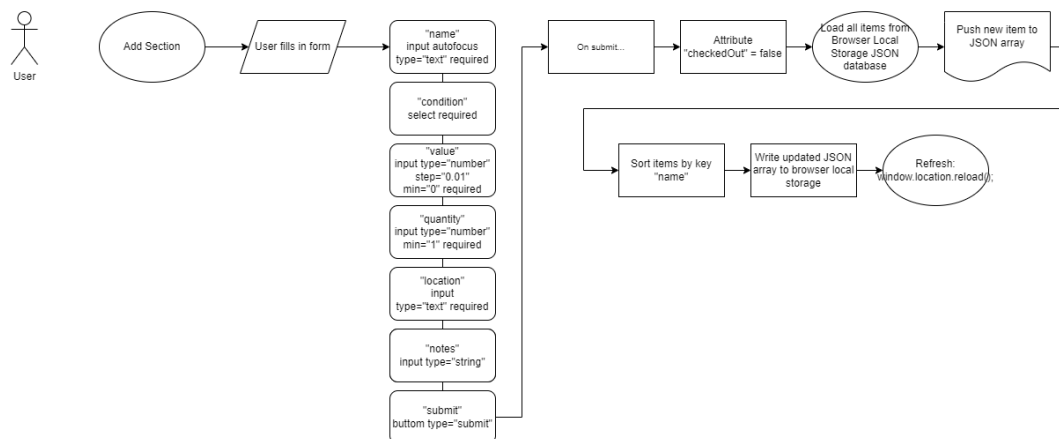 User
Add Section
User fills in form
"name"
input autofocus
type="text" required
"condition"
select required
"value"
input type="number"
step="0.01"
min="0" required
"quantity"
input type="number"
min="1" required
"location"
input
type="text" required
"notes"
input type="string"
"submit"
buttom type="submit"
On submit...
Attribute
"checkedOut" = false
Load all items from
Browser Local
Storage JSON
database
Push new item to
JSON array
Sort items by key
"name"
Write updated JSON
array to browser local
storage
Refresh:
window.location.reload();